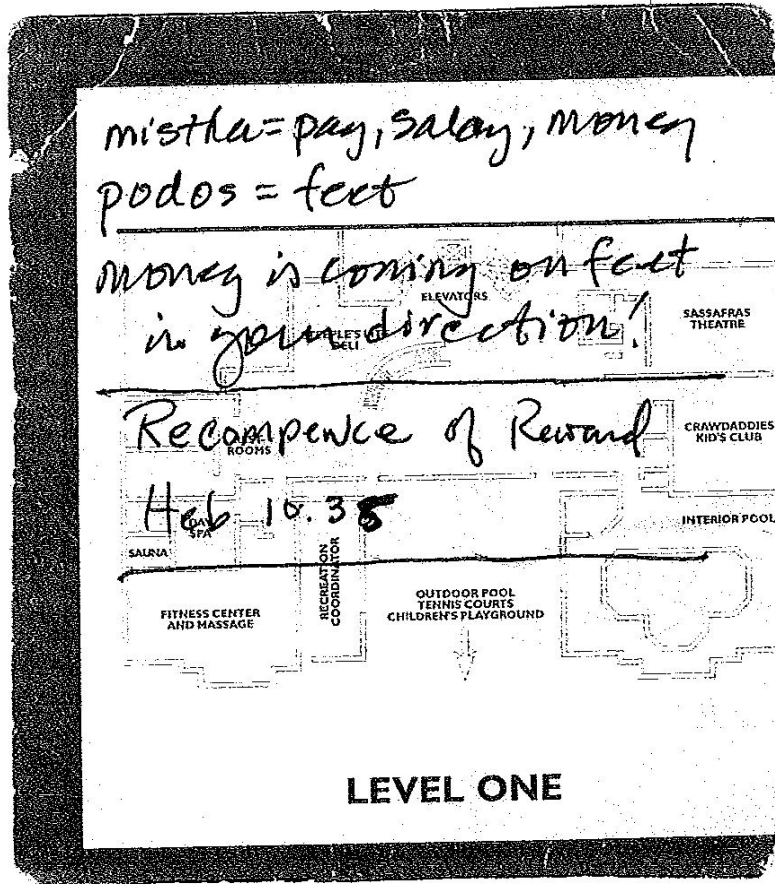 mistha = pay, salary, money
podos = feet
money is coming on feet
in your direction!
ELEVATORS
DELI
SASSAFRAS
THEATRE
Recompence of Reward
ROOMS
CRAWDADDIES
KID'S CLUB
Heb 10.35
DAY
SPA
SAUNA
INTERIOR POOL
RECREATION
COORDINATOR
FITNESS CENTER
AND MASSAGE
OUTDOOR POOL
TENNIS COURTS
CHILDREN'S PLAYGROUND
LEVEL ONE